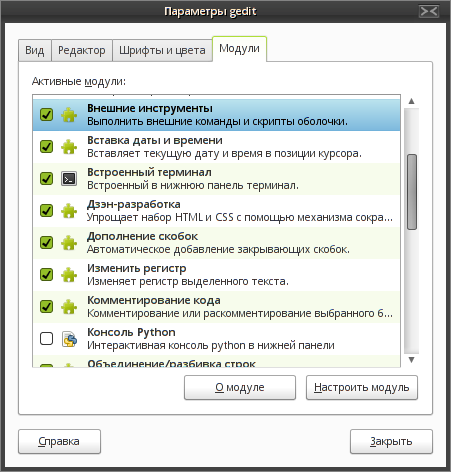 Параметры gedit
Вид Редактор Шрифты и цвета Модули
Активные модули:
Внешние инструменты
Выполнить внешние команды и скрипты оболочки.
Вставка даты и времени
Вставляет текущую дату и время в позиции курсора.
Встроенный терминал
Встроенный в нижнюю панель терминал.
Дзэн-разработка
Упрощает набор HTML и CSS с помощью механизма сокра...
Дополнение скобок
Автоматическое добавление закрывающих скобок.
Изменить регистр
Изменяет регистр выделенного текста.
Комментирование кода
Комментирование или раскомментирование выбранного б...
Консоль Python
Интерактивная консоль python в нижней панели
Объединение/разбивка строк
О модуле Настроить модуль
Справка Закрыть